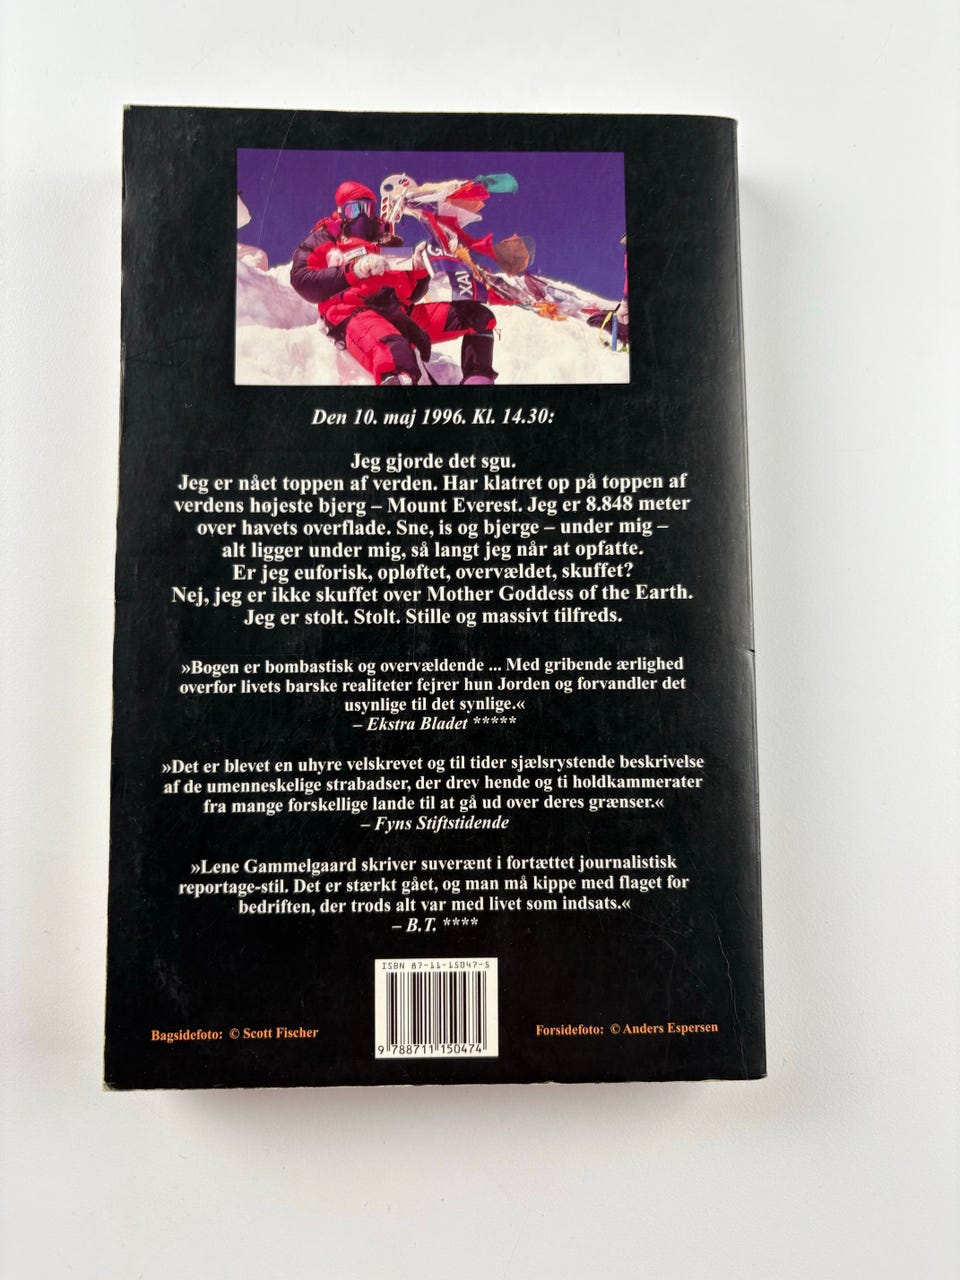 G
XAI
Den 10. maj 1996. Kl. 14.30:
Jeg gjorde det sgu.
Jeg er nået toppen af verden. Har klatret op på toppen af
verdens højeste bjerg – Mount Everest. Jeg er 8.848 meter
over havets overflade. Sne, is og bjerge – under mig –
alt ligger under mig, så langt jeg når at opfatte.
Er jeg euforisk, opløftet, overvældet, skuffet?
Nej, jeg er ikke skuffet over Mother Goddess of the Earth.
Jeg er stolt. Stolt. Stille og massivt tilfreds.
»Bogen er bombastisk og overvældende ... Med gribende ærlighed
overfor livets barske realiteter fejrer hun Jorden og forvandler det
usynlige til det synlige.«
– Ekstra Bladet *****
»Det er blevet en uhyre velskrevet og til tider sjælsrystende beskrivelse
af de umenneskelige strabadser, der drev hende og ti holdkammerater
fra mange forskellige lande til at gå ud over deres grænser.«
– Fyns Stiftstidende
»Lene Gammelgaard skriver suverænt i fortættet journalistisk
reportage-stil. Det er stærkt gået, og man må kippe med flaget for
bedriften, der trods alt var med livet som indsats.«
– B.T. ****
ISBN 87-11-15047-5
9 788711 150474
Bagsidefoto: © Scott Fischer
Forsidefoto: © Anders Espersen